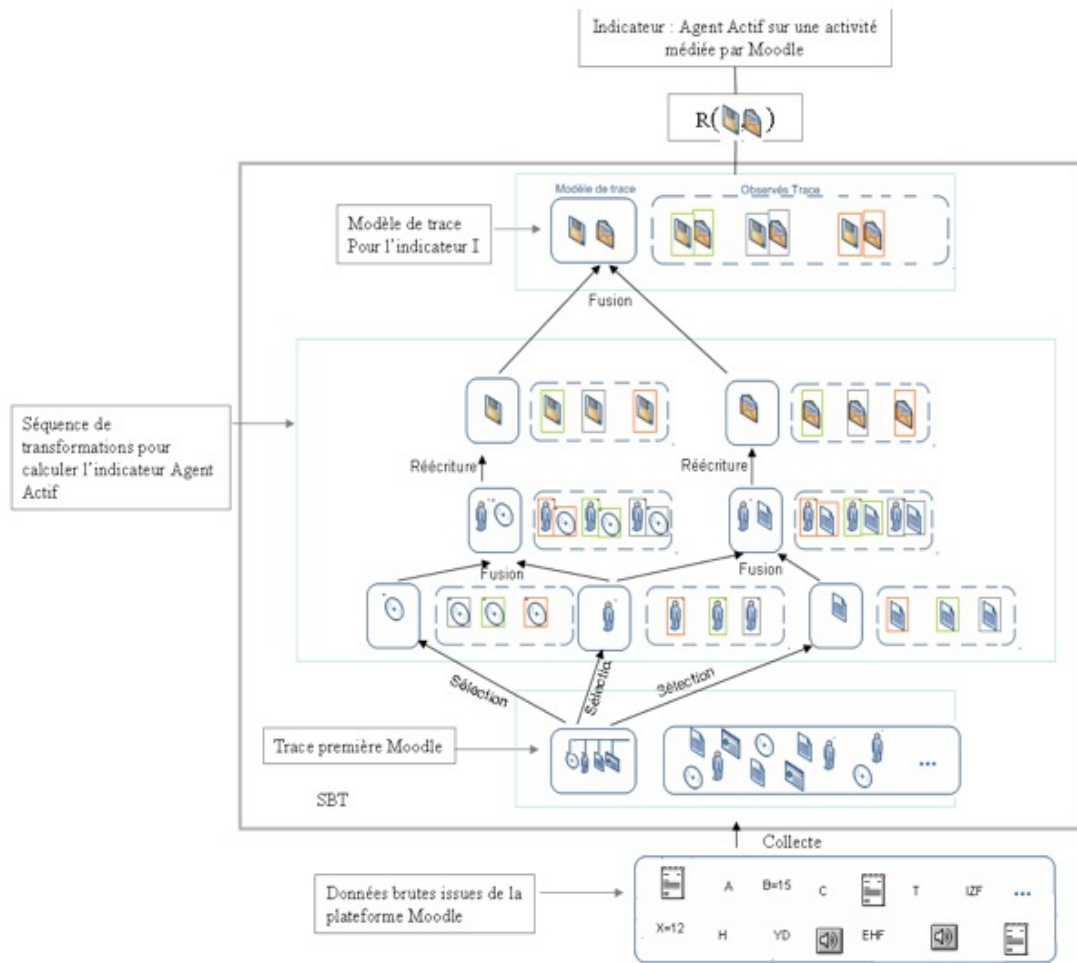 Indicateur : Agent Actif sur une activité
médiée par Moodle
R( )
Modèle de trace
Observés Trace
Modèle de trace
Pour l'indicateur I
Fusion
Séquence de
transformations pour
calculer l'indicateur Agent
Actif
Réécriture
Réécriture
Fusion
Fusion
Sélection
Sélectio
Sélection
Trace première Moodle
...
SBT
Collecte
Données brutes issues de la
plateforme Moodle
A B=15 C T IZF ...
X=12 H YD EHF